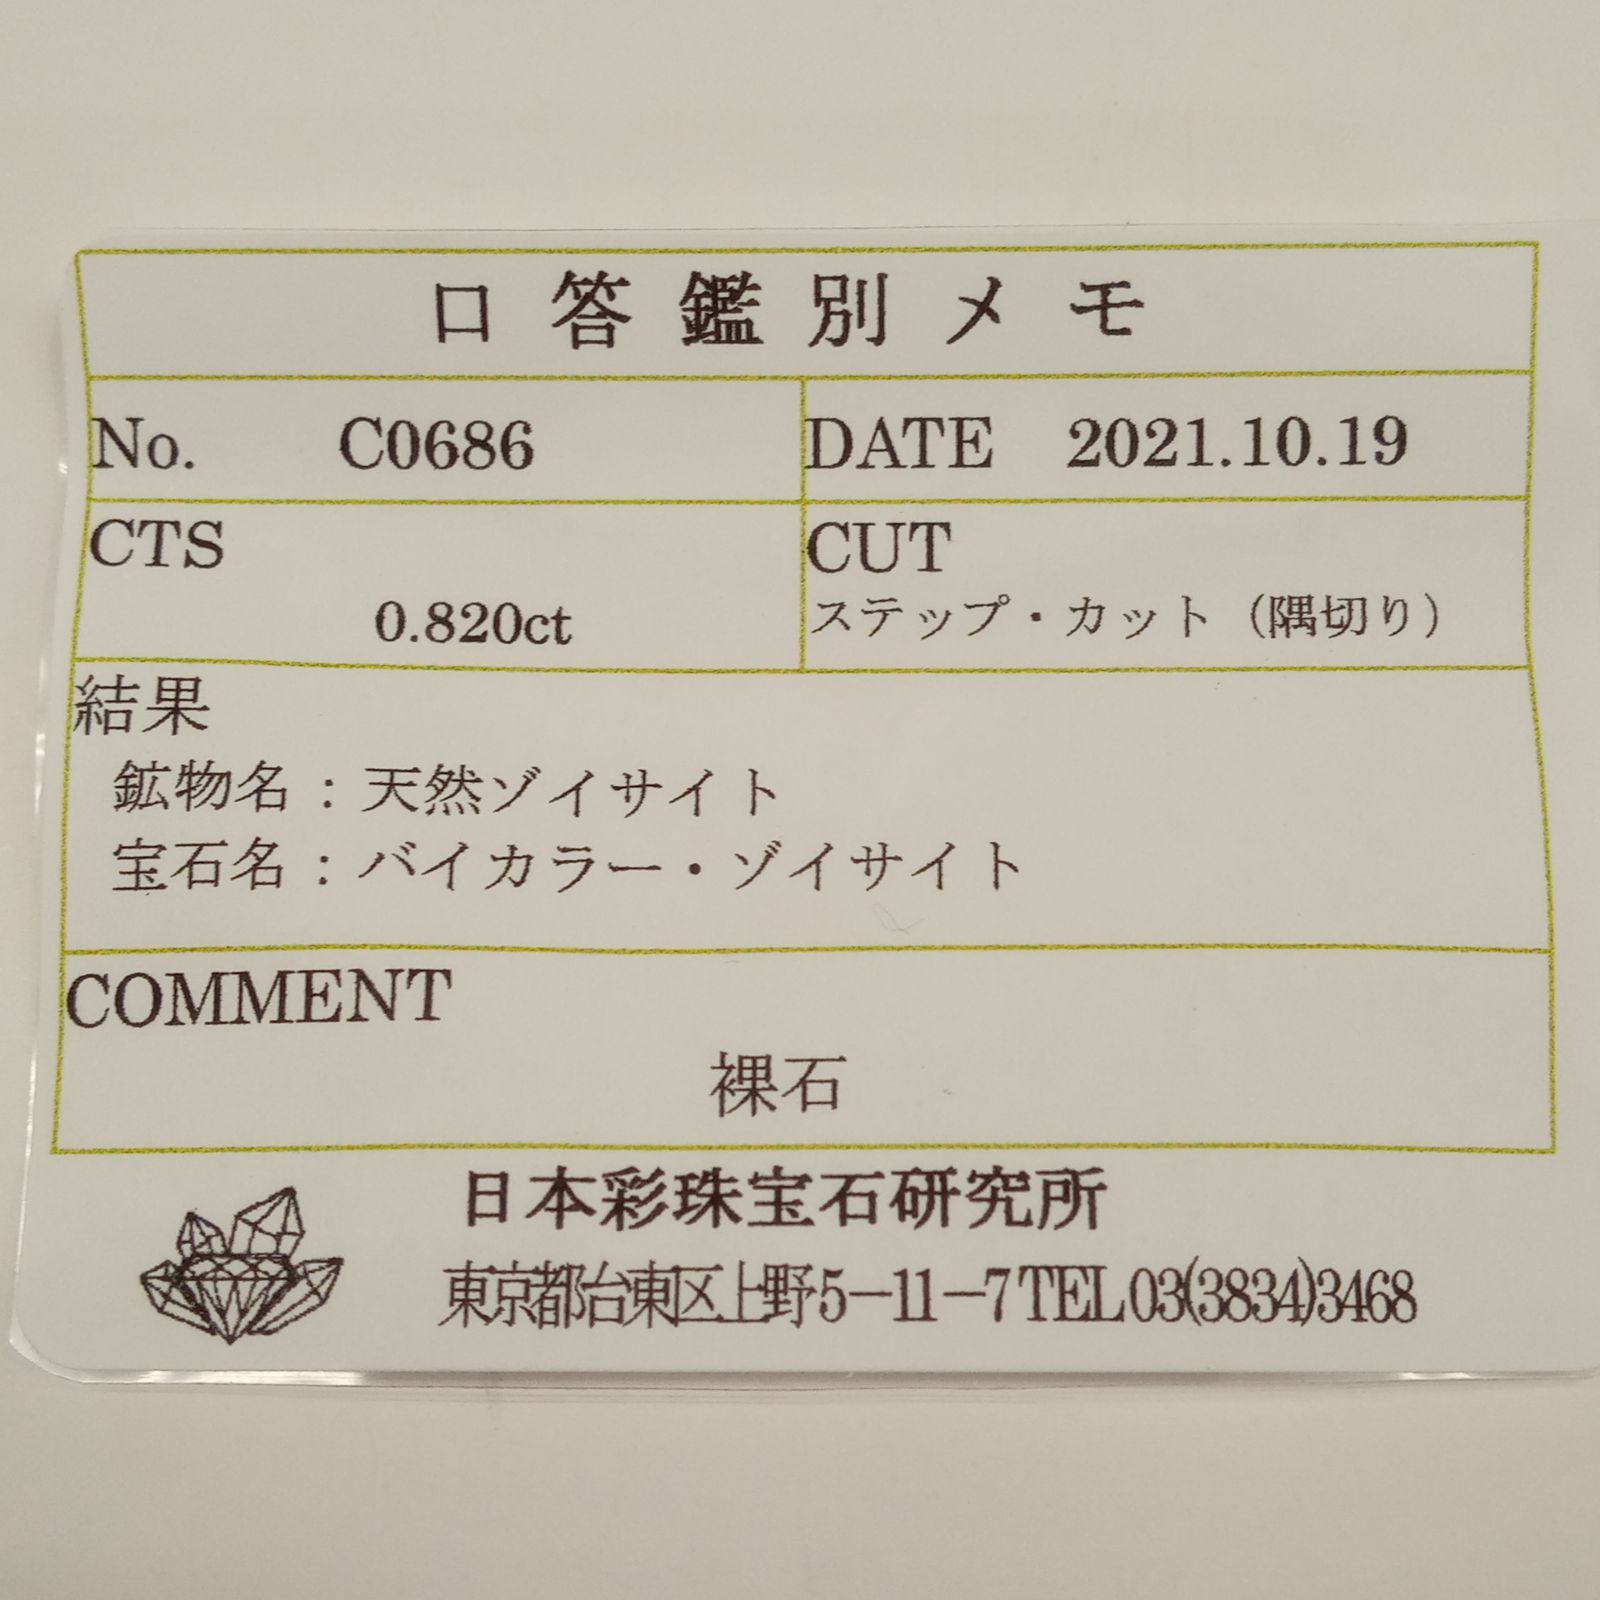 口答鑑別メモ
No. C0686 DATE 2021.10.19
CTS CUT
0.820ct ステップ・カット（隅切り）
結果
鉱物名：天然ゾイサイト
宝石名：バイカラー・ゾイサイト
COMMENT
裸石
日本彩珠宝石研究所
東京都台東区上野5－11－7 TEL 03(3834)3468